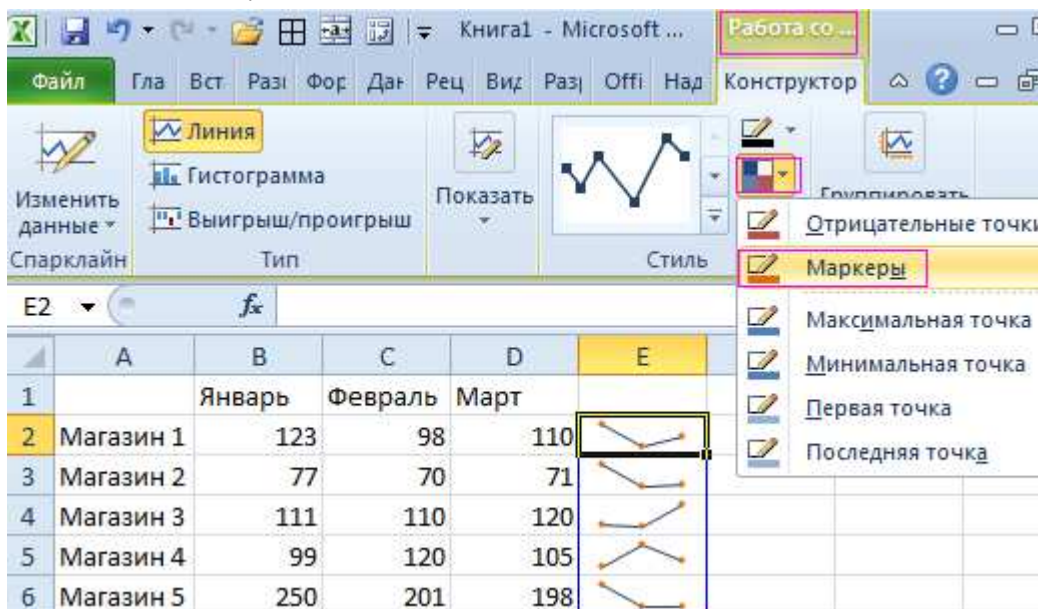 Книга1 - Microsoft ...
Работа со ...
Файл Гла Вст Разı Фор Дан Рец Вид Разр Offi Над Конструктор
Линия
Гистограмма
Выигрыш/проигрыш
Изменить данные
Показать
Группировать
Спарклайн Тип Стиль
Отрицательные точки
Маркеры
Максимальная точка
Минимальная точка
Первая точка
Последняя точка
E2 fx
A B C D E
1 Январь Февраль Март
2 Магазин 1 123 98 110
3 Магазин 2 77 70 71
4 Магазин 3 111 110 120
5 Магазин 4 99 120 105
6 Магазин 5 250 201 198